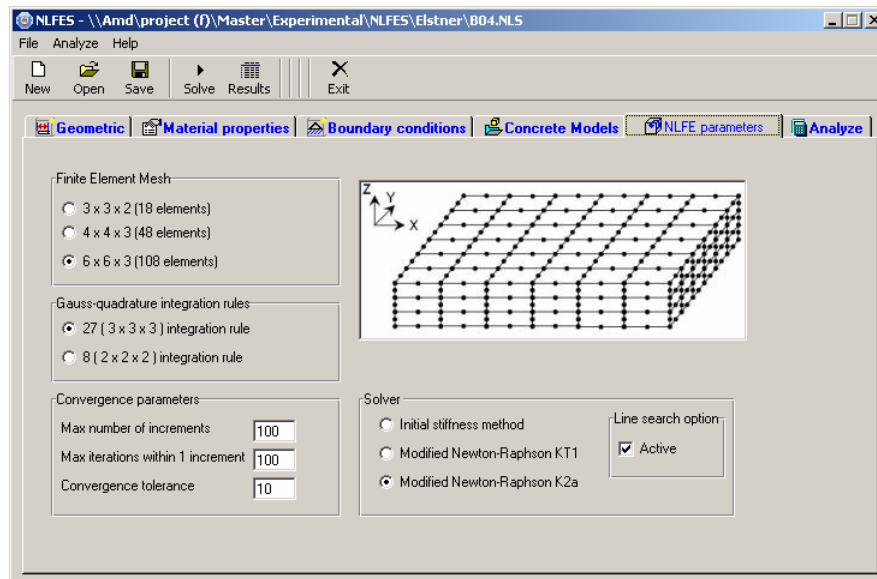 NLFES - \\Amd\project (f)\Master\Experimental\NLFES\Elstner\B04.NLS
File Analyze Help
New Open Save Solve Results Exit
Geometric Material properties Boundary conditions Concrete Models NLFE parameters Analyze
Finite Element Mesh
3 x 3 x 2 (18 elements)
4 x 4 x 3 (48 elements)
6 x 6 x 3 (108 elements)
Z
Y
X
Gauss-quadrature integration rules
27 ( 3 x 3 x 3 ) integration rule
8 ( 2 x 2 x 2 ) integration rule
Convergence parameters
Max number of increments 100
Max iterations within 1 increment 100
Convergence tolerance 10
Solver
Initial stiffness method
Modified Newton-Raphson KT1
Modified Newton-Raphson K2a
Line search option
Active